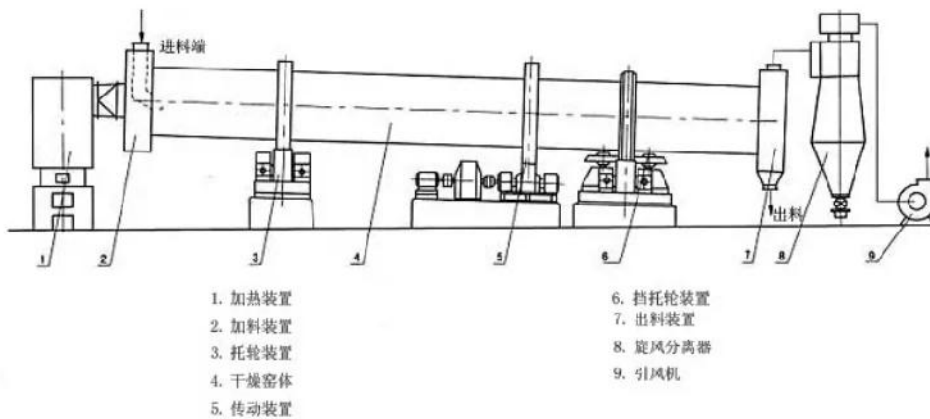 进料端
出料
1 2 3 4 5 6 7 8 9
1. 加热装置
2. 加料装置
3. 托轮装置
4. 干燥窑体
5. 传动装置
6. 挡托轮装置
7. 出料装置
8. 旋风分离器
9. 引风机